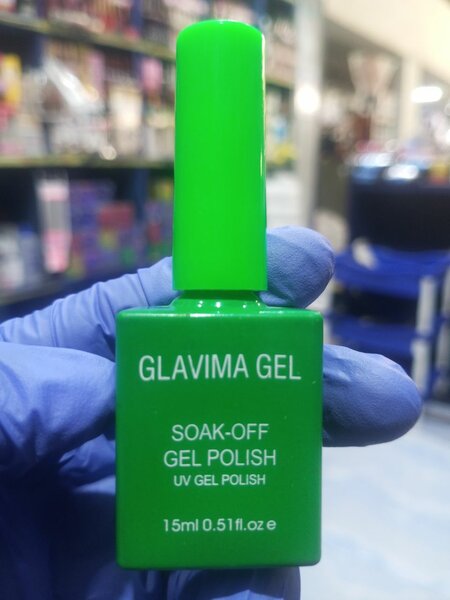 GLAVIMA GEL
SOAK-OFF
GEL POLISH
UV GEL POLISH
15ml 0.51fl.oz e